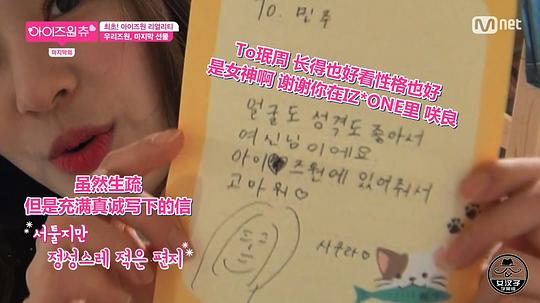 아이즈원츄
마지막회
최초! 아이즈원 리얼리티
우리즈원, 마지막 선물
M net
To. 민주
To珉周 长得也好看性格也好
是女神啊 谢谢你在IZ*ONE里 咲良
얼굴도 성격도 좋아서
여신님이에요.
아이즈원에 있어줘서
고마워♡
사쿠라♡
虽然生疏
但是充满真诚写下的信
서툴지만
정성스레 적은 편지
女汉子